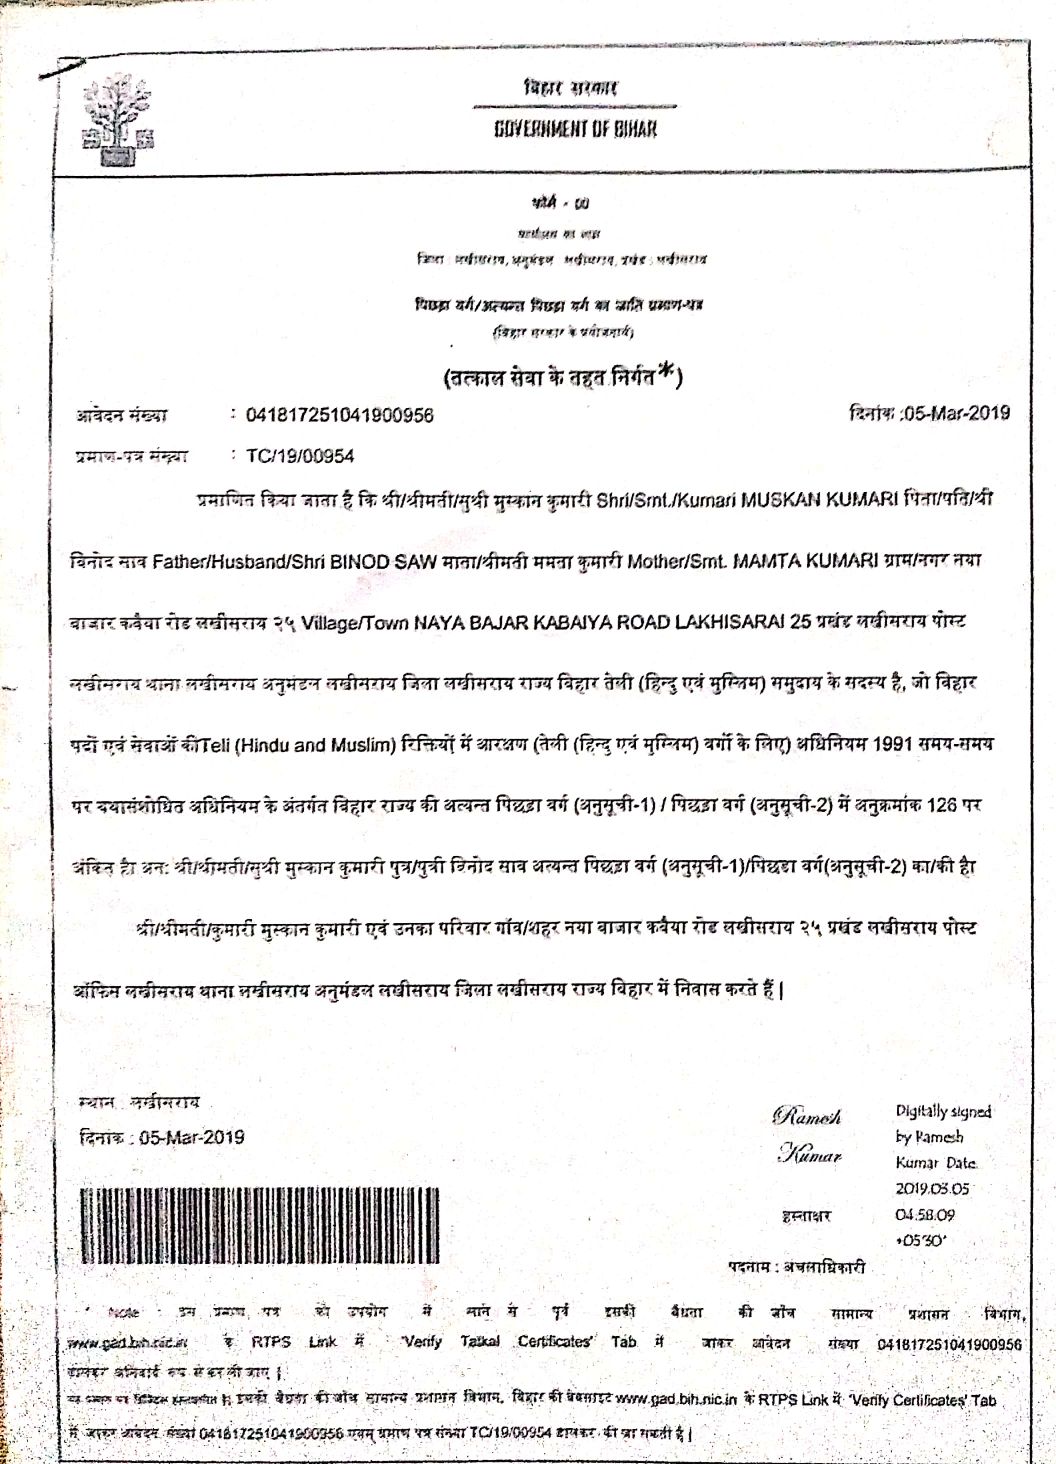 बिहार सरकार
GOVERNMENT OF BIHAR
फॉर्म -
कार्यालय का नाम
जिला : लखीसराय, अनुमंडल लखीसराय, प्रखंड : लखीसराय
पिछड़ा वर्ग/अत्यन्त पिछड़ा वर्ग का जाति प्रमाण-पत्र
(बिहार सरकार के प्रयोजनार्थ)
(तत्काल सेवा के तहत निर्गत*)
आवेदन संख्या : 041817251041900956 दिनांक :05-Mar-2019
प्रमाण-पत्र संख्या : TC/19/00954
प्रमाणित किया जाता है कि श्री/श्रीमती/सुश्री मुस्कान कुमारी Shri/Smt./Kumari MUSKAN KUMARI पिता/पति/श्री
विनोद साव Father/Husband/Shri BINOD SAW माता/श्रीमती ममता कुमारी Mother/Smt. MAMTA KUMARI ग्राम/नगर नया
बाजार कवैया रोड लखीसराय २५ Village/Town NAYA BAJAR KABAIYA ROAD LAKHISARAI 25 प्रखंड लखीसराय पोस्ट
लखीसराय थाना लखीसराय अनुमंडल लखीसराय जिला लखीसराय राज्य बिहार तेली (हिन्दु एवं मुस्लिम) समुदाय के सदस्य है, जो बिहार
पदों एवं सेवाओं कीTeli (Hindu and Muslim) रिक्तियों में आरक्षण (तेली (हिन्दु एवं मुस्लिम) वर्गों के लिए) अधिनियम 1991 समय-समय
पर यथासंशोधित अधिनियम के अंतर्गत बिहार राज्य की अत्यन्त पिछड़ा वर्ग (अनुसूची-1) / पिछड़ा वर्ग (अनुसूची-2) में अनुक्रमांक 126 पर
अंकित है। अत: श्री/श्रीमती/सुश्री मुस्कान कुमारी पुत्र/पुत्री विनोद साव अत्यन्त पिछड़ा वर्ग (अनुसूची-1)/पिछड़ा वर्ग(अनुसूची-2) का/की है।
श्री/श्रीमती/कुमारी मुस्कान कुमारी एवं उनका परिवार गाँव/शहर नया बाजार कवैया रोड लखीसराय २५ प्रखंड लखीसराय पोस्ट
ऑफिस लखीसराय थाना लखीसराय अनुमंडल लखीसराय जिला लखीसराय राज्य बिहार में निवास करते हैं |
स्थान : लखीसराय
दिनांक : 05-Mar-2019
Ramesh
Kumar
Digitally signed
by Ramesh
Kumar Date:
2019.03.05
04:58:09
+05'30'
हस्ताक्षर
पदनाम : अंचलाधिकारी
* Note : इस प्रमाण पत्र को उपयोग में लाने से पूर्व इसकी वैधता की जाँच सामान्य प्रशासन विभाग,
www.gad.bih.nic.in के RTPS Link में 'Verify Tatkal Certificates' Tab में जाकर आवेदन संख्या 041817251041900956
डालकर अनिवार्य रूप से कर ली जाए |
यह प्रमाण पत्र डिजिटल हस्ताक्षरित है। इसकी वैधता की जाँच सामान्य प्रशासन विभाग, बिहार की वेबसाइट www.gad.bih.nic.in के RTPS Link में 'Verify Certificates' Tab
में जाकर आवेदन संख्या 041817251041900956 एवम् प्रमाण पत्र संख्या TC/19/00954 डालकर की जा सकती है |